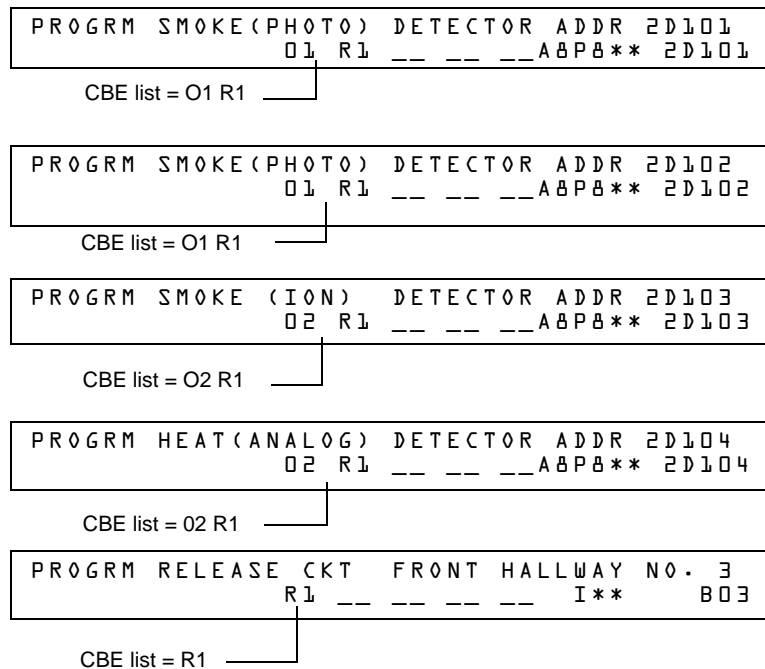 PROGRM SMOKE(PHOTO) DETECTOR ADDR 2D101
01 R1 __ __ __A8P8** 2D101
CBE list = O1 R1
PROGRM SMOKE(PHOTO) DETECTOR ADDR 2D102
01 R1 __ __ __A8P8** 2D102
CBE list = O1 R1
PROGRM SMOKE (ION) DETECTOR ADDR 2D103
02 R1 __ __ __A8P8** 2D103
CBE list = O2 R1
PROGRM HEAT(ANALOG) DETECTOR ADDR 2D104
02 R1 __ __ __A8P8** 2D104
CBE list = 02 R1
PROGRM RELEASE CKT FRONT HALLWAY NO. 3
R1 __ __ __ __ I** B03
CBE list = R1